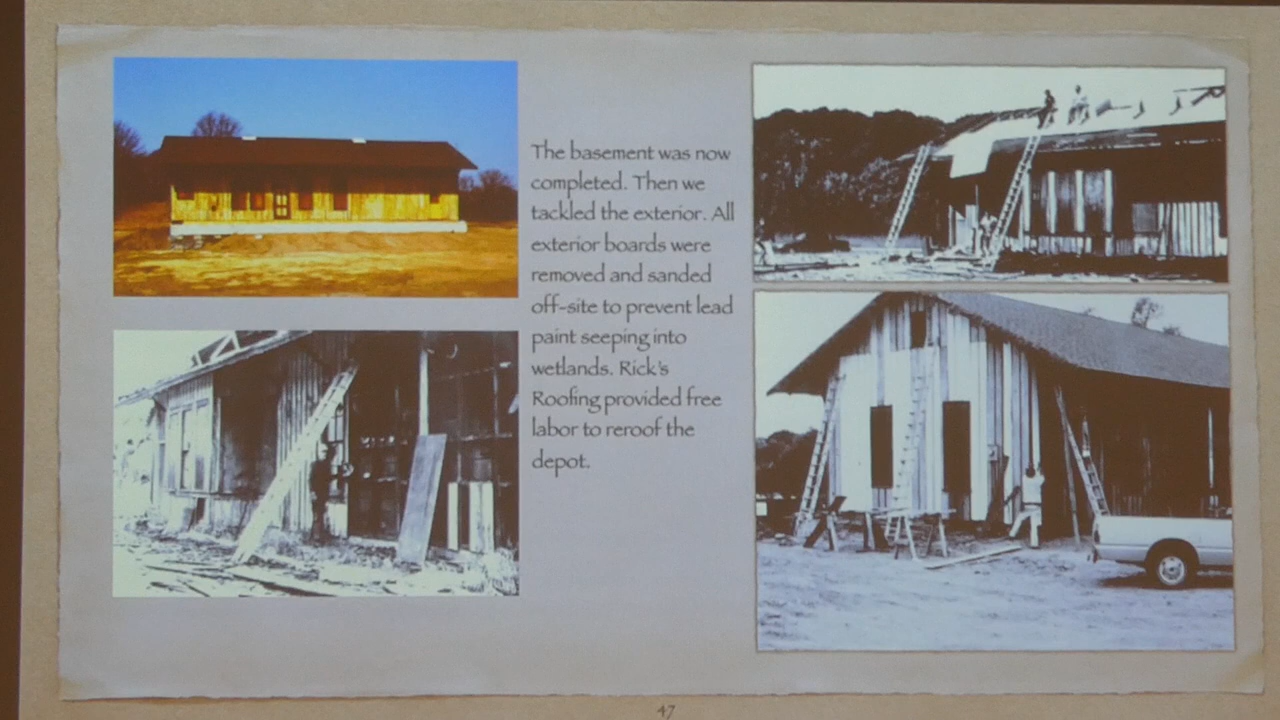 The basement was now
completed. Then we
tackled the exterior. All
exterior boards were
removed and sanded
off-site to prevent lead
paint seeping into
wetlands. Rick's
Roofing provided free
labor to reroof the
depot.
47